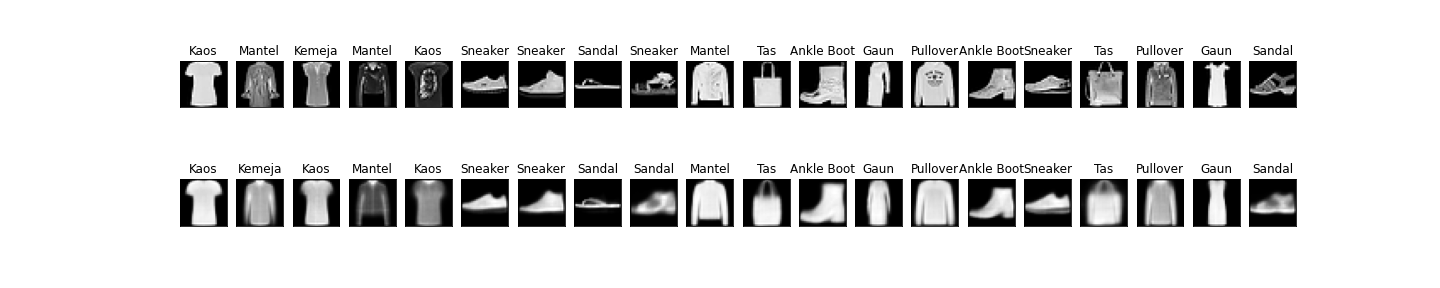 Kaos Mantel Kemeja Mantel Kaos Sneaker Sneaker Sandal Sneaker Mantel Tas Ankle Boot Gaun Pullover Ankle Boot Sneaker Tas Pullover Gaun Sandal
Kaos Kemeja Kaos Mantel Kaos Sneaker Sneaker Sandal Sandal Mantel Tas Ankle Boot Gaun Pullover Ankle Boot Sneaker Tas Pullover Gaun Sandal